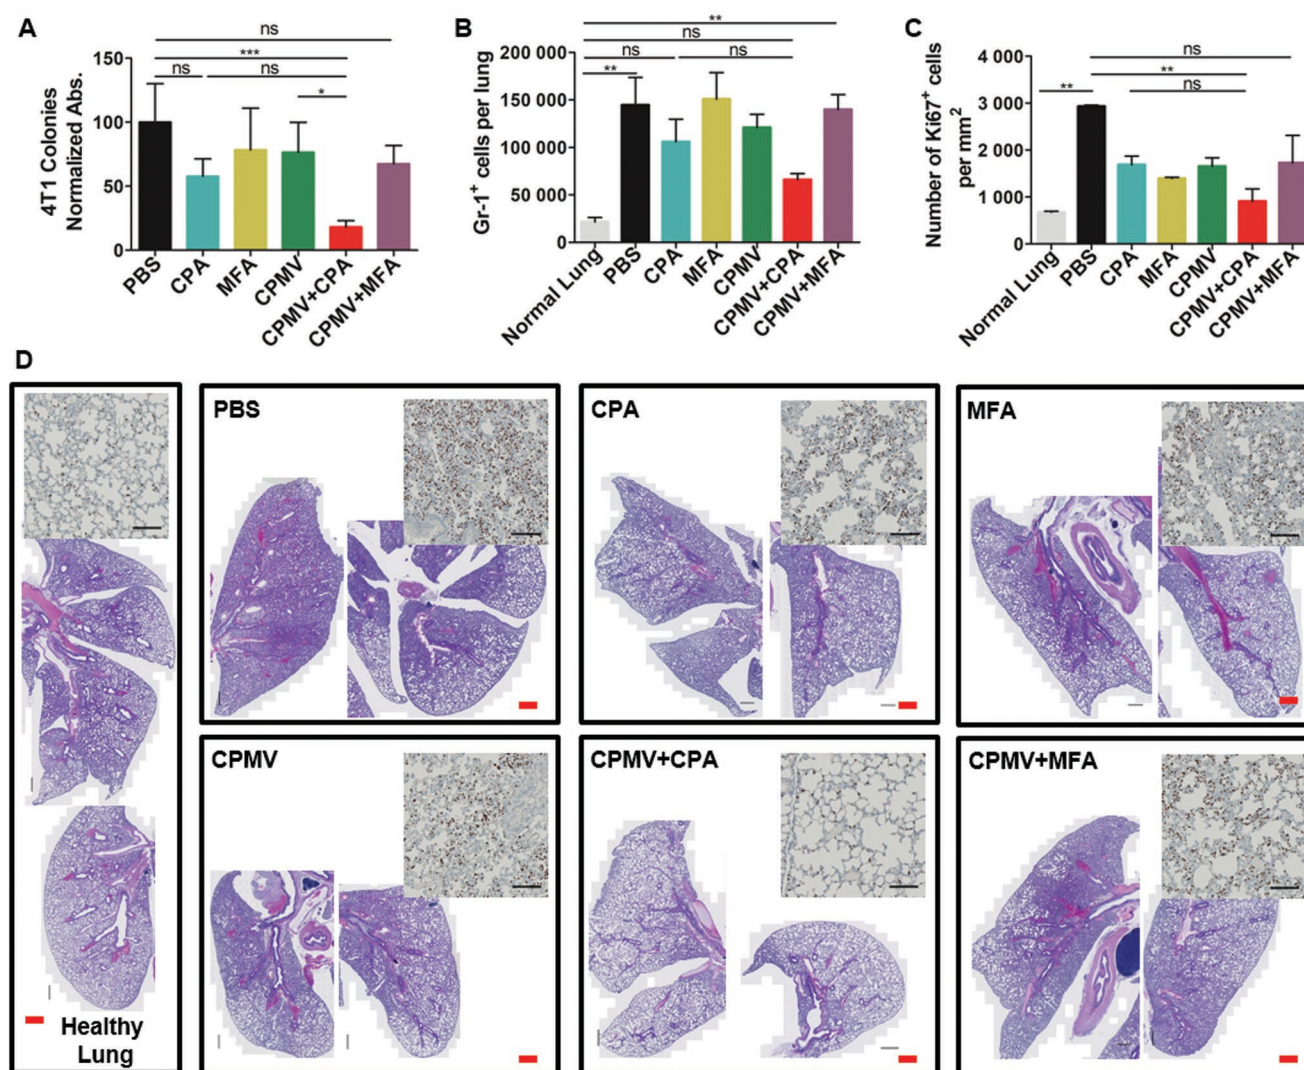 A
4T1 Colonies
Normalized Abs.
150
100
50
0
ns
***
ns
ns
*
PBS
CPA
MFA
CPMV
CPMV+CPA
CPMV+MFA
B
Gr-1⁺ cells per lung
200 000
150 000
100 000
50 000
0
**
ns
ns
ns
**
Normal Lung
PBS
CPA
MFA
CPMV
CPMV+CPA
CPMV+MFA
C
Number of Ki67⁺ cells
per mm²
4 000
3 000
2 000
1 000
0
ns
**
**
ns
Normal Lung
PBS
CPA
MFA
CPMV
CPMV+CPA
CPMV+MFA
D
PBS
CPA
MFA
CPMV
CPMV+CPA
CPMV+MFA
Healthy
Lung